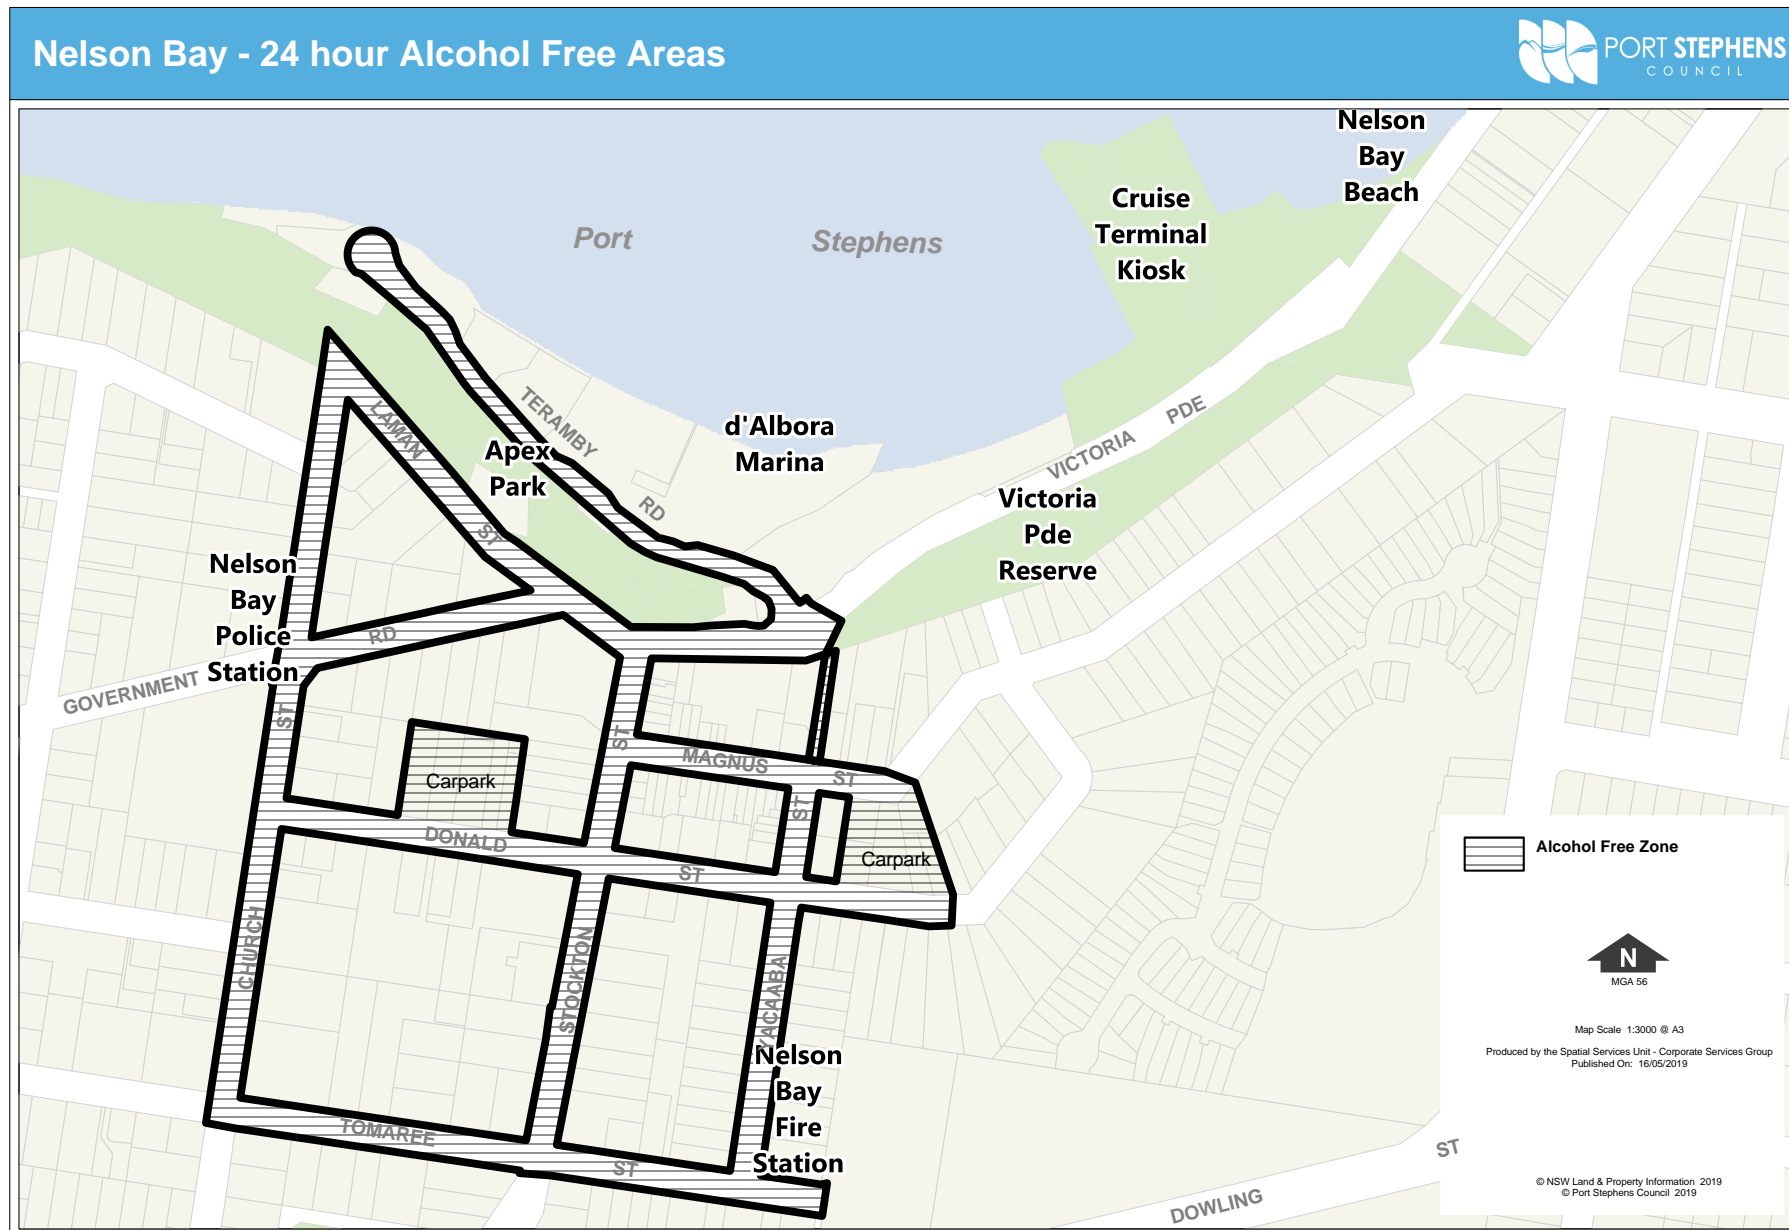 Nelson Bay - 24 hour Alcohol Free Areas
PORT STEPHENS
COUNCIL
Nelson
Bay
Beach
Cruise
Terminal
Kiosk
Port Stephens
TERAMBY
RD
LAMAN
ST
Apex
Park
d'Albora
Marina
VICTORIA PDE
Victoria
Pde
Reserve
Nelson
Bay
Police
Station
GOVERNMENT
RD
ST
ST
MAGNUS
ST
ST
Carpark
DONALD
ST
Carpark
CHURCH
STOCKTON
YACAABA
Nelson
Bay
Fire
Station
TOMAREE
ST
DOWLING
ST
Alcohol Free Zone
N
MGA 56
Map Scale 1:3000 @ A3
Produced by the Spatial Services Unit - Corporate Services Group
Published On: 16/05/2019
© NSW Land & Property Information 2019
© Port Stephens Council 2019